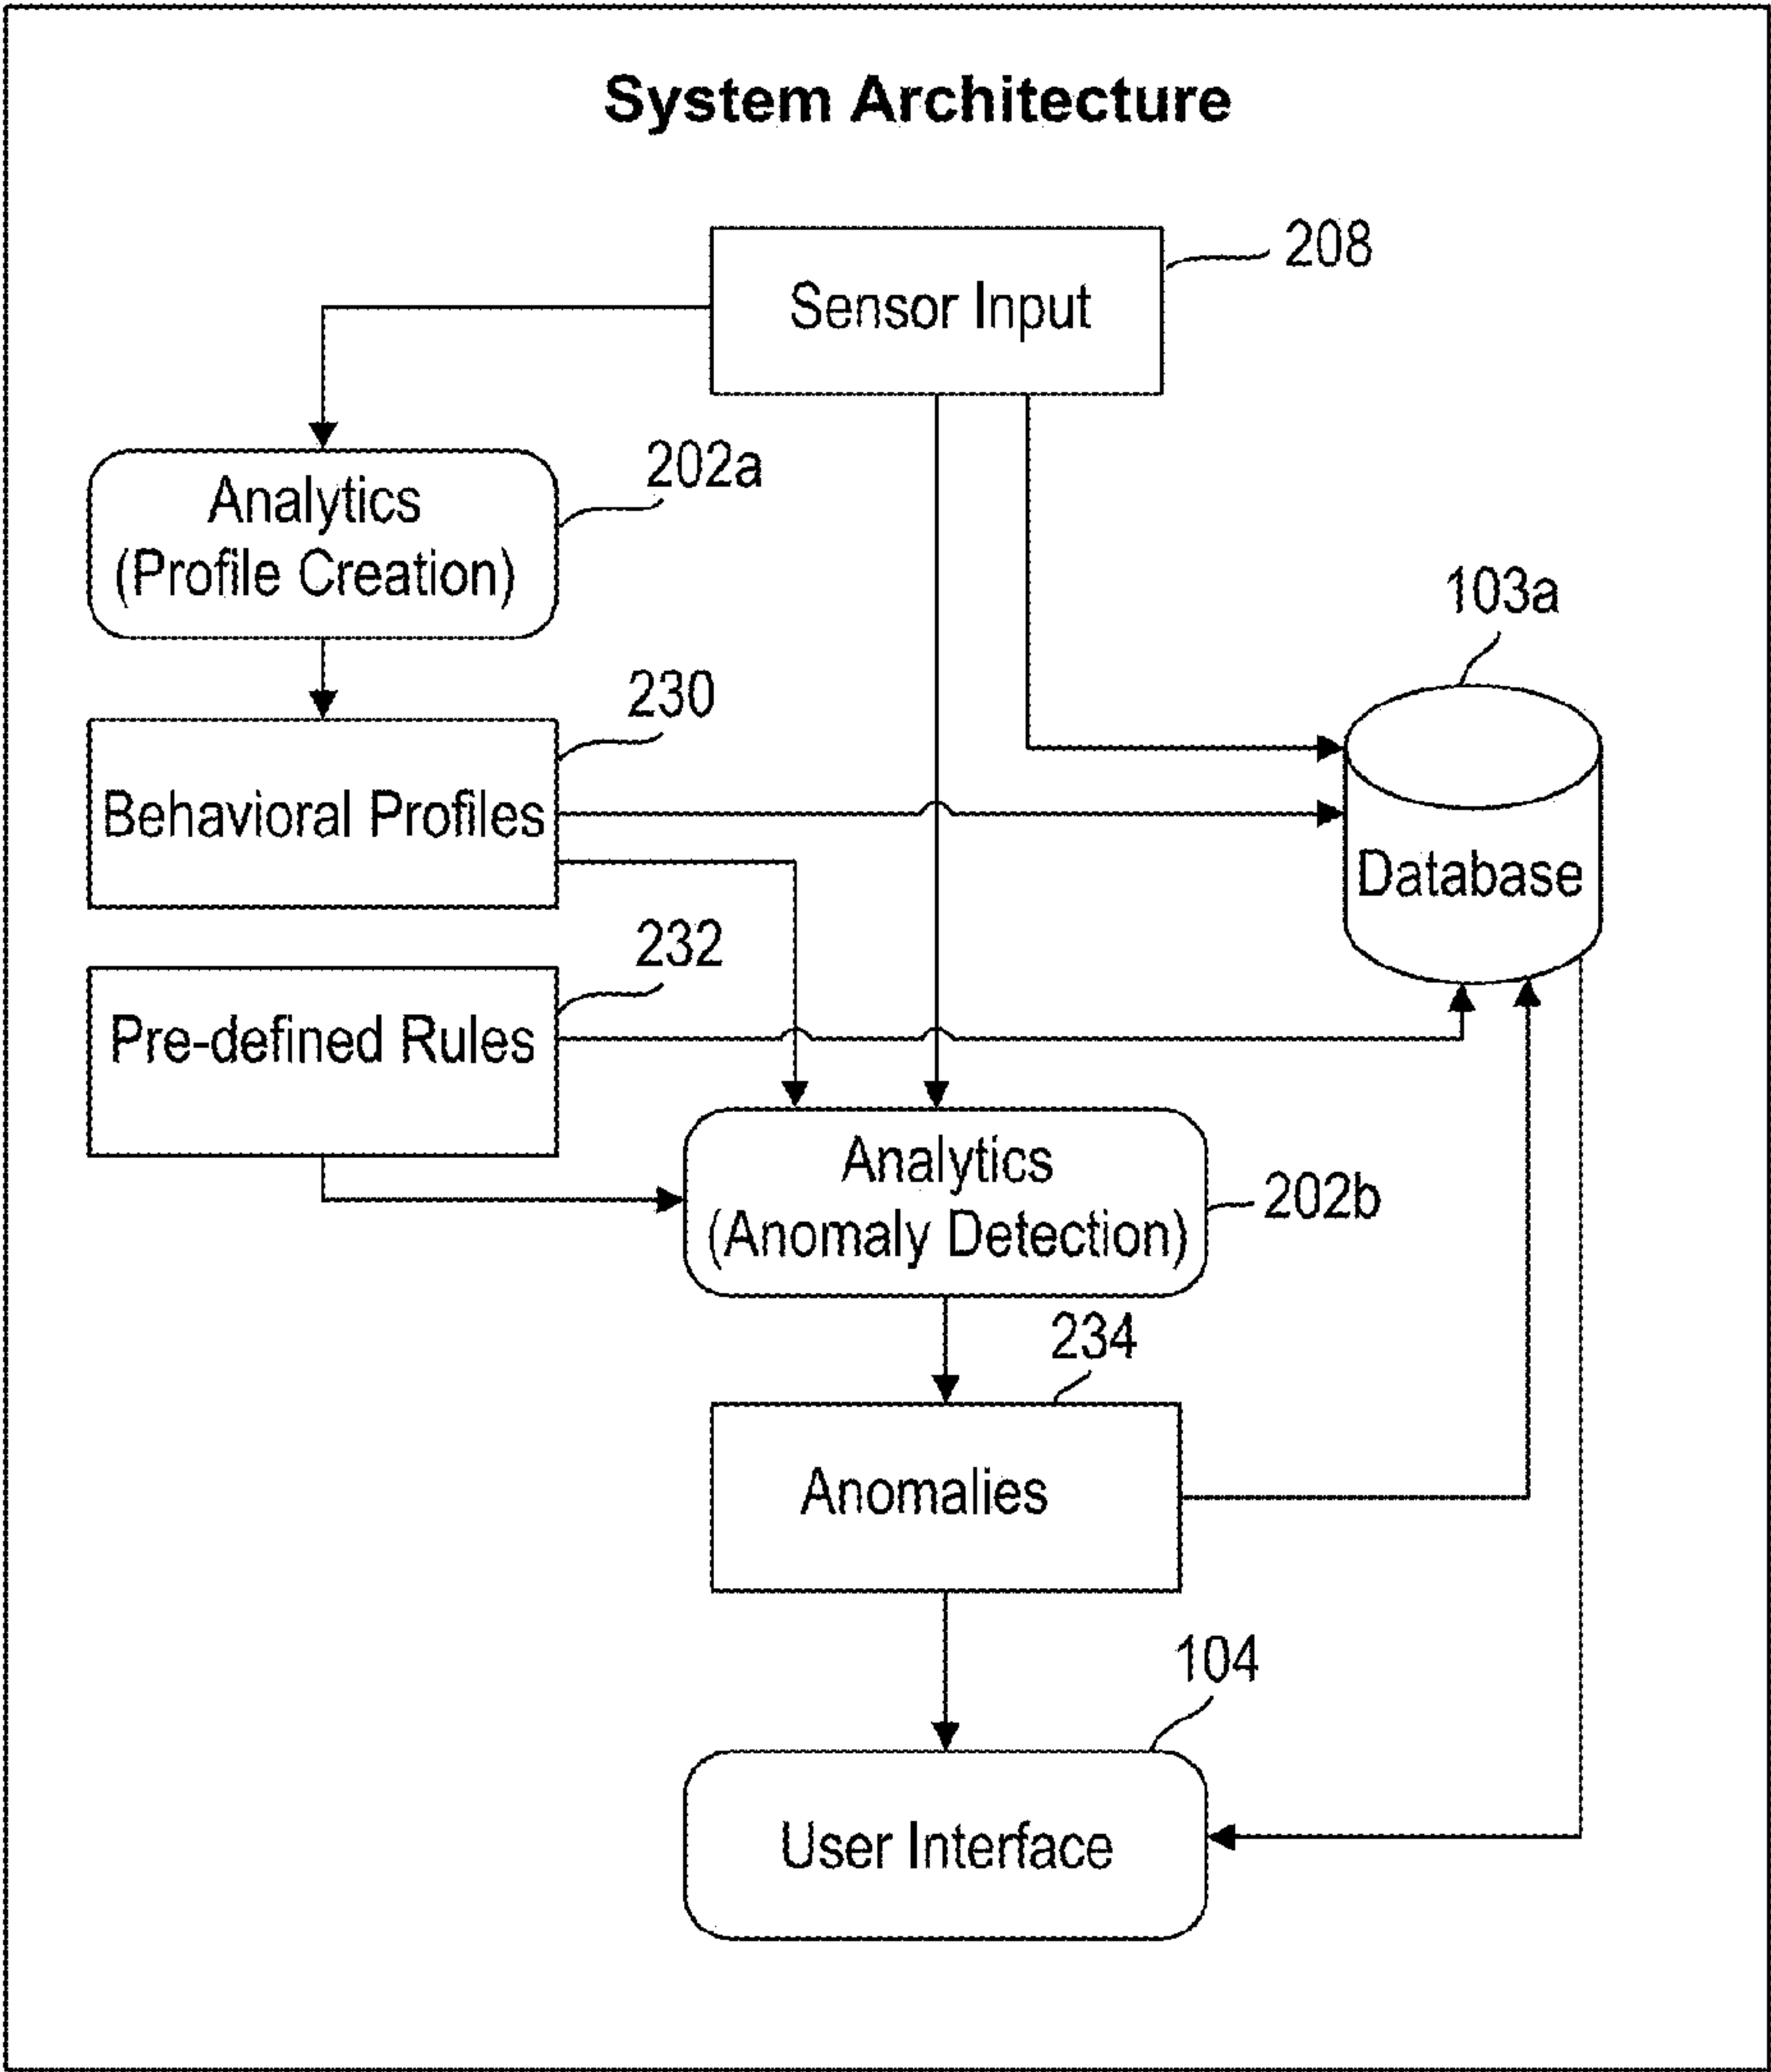 System Architecture
208
Sensor Input
202a
Analytics
(Profile Creation)
103a
230
Behavioral Profiles
Database
232
Pre-defined Rules
Analytics
(Anomaly Detection)
202b
234
Anomalies
104
User Interface